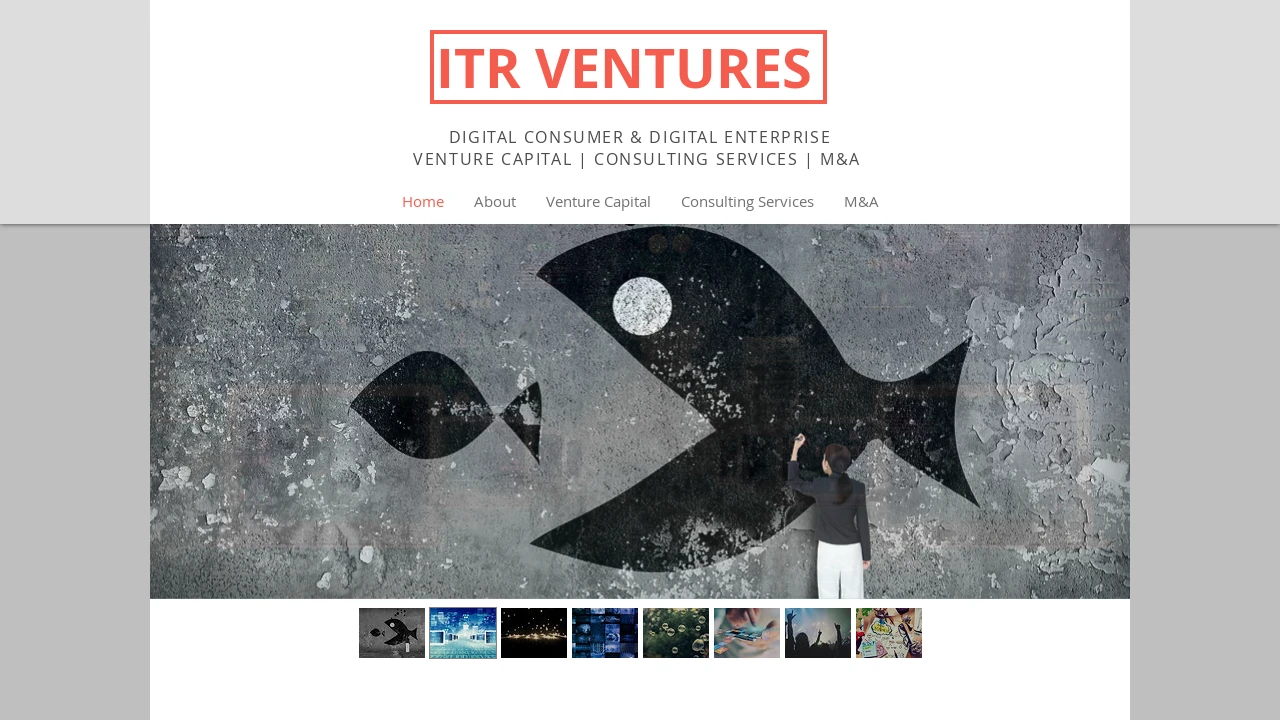 ITR VENTURES
DIGITAL CONSUMER & DIGITAL ENTERPRISE
VENTURE CAPITAL | CONSULTING SERVICES | M&A
Home About Venture Capital Consulting Services M&A